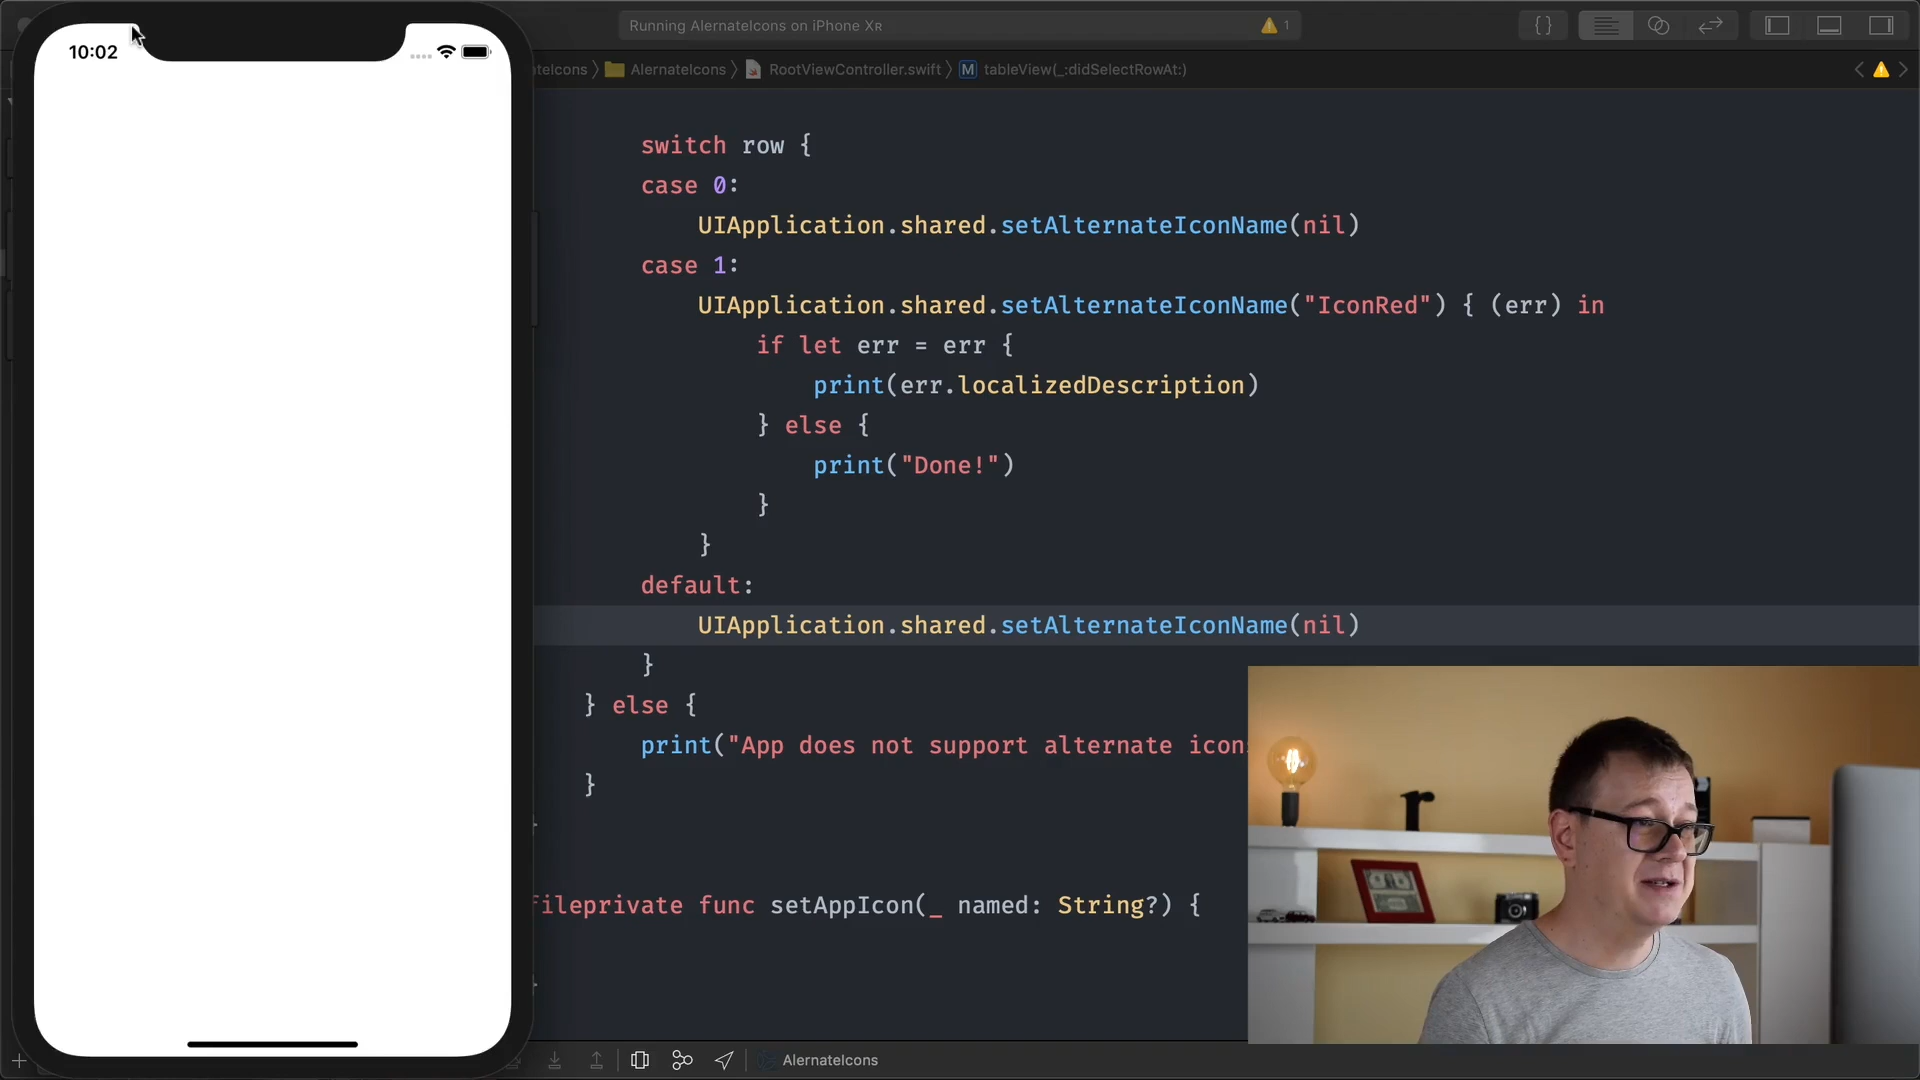 10:02
Running AlernateIcons on iPhone XR
1
AlernateIcons
RootViewController.swift
M
tableView(_:didSelectRowAt:)
switch row {
case 0:
UIApplication.shared.setAlternateIconName(nil)
case 1:
UIApplication.shared.setAlternateIconName("IconRed") { (err) in
if let err = err {
print(err.localizedDescription)
} else {
print("Done!")
}
}
default:
UIApplication.shared.setAlternateIconName(nil)
}
} else {
print("App does not support alternate icon
}
fileprivate func setAppIcon(_ named: String?) {
AlernateIcons